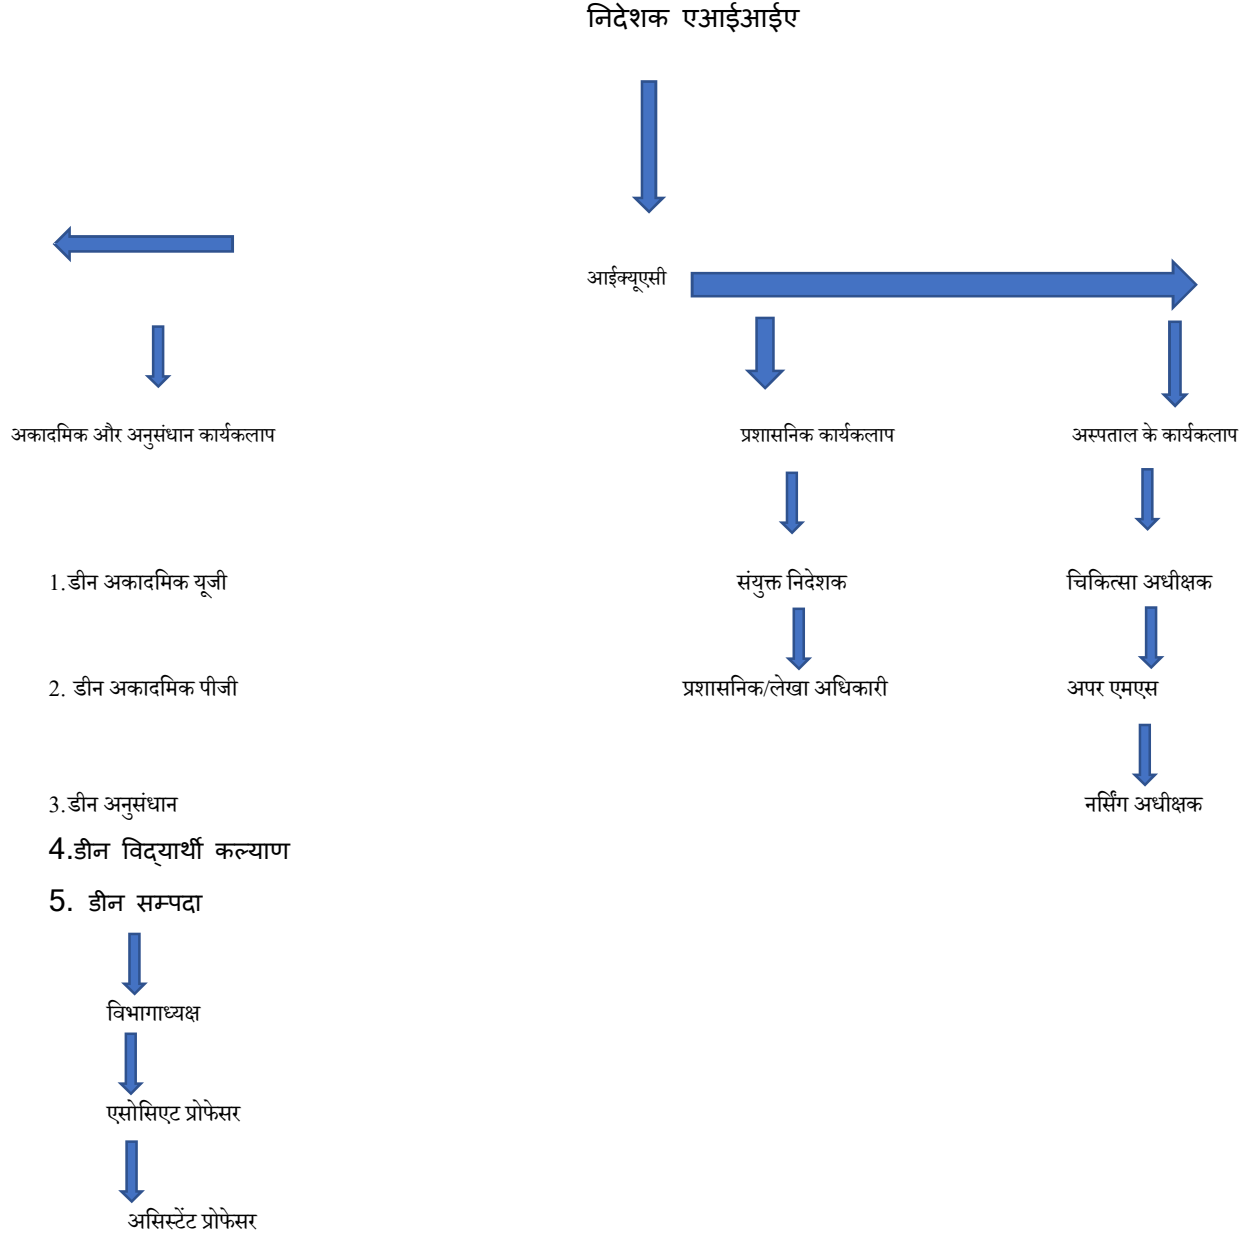 निदेशक एआईआईए
आईक्यूएसी
अकादमिक और अनुसंधान कार्यकलाप
प्रशासनिक कार्यकलाप
अस्पताल के कार्यकलाप
1.डीन अकादमिक यूजी
संयुक्त निदेशक
चिकित्सा अधीक्षक
2. डीन अकादमिक पीजी
प्रशासनिक/लेखा अधिकारी
अपर एमएस
3.डीन अनुसंधान
नर्सिंग अधीक्षक
4.डीन विद्यार्थी कल्याण
5. डीन सम्पदा
विभागाध्यक्ष
एसोसिएट प्रोफेसर
असिस्टेंट प्रोफेसर